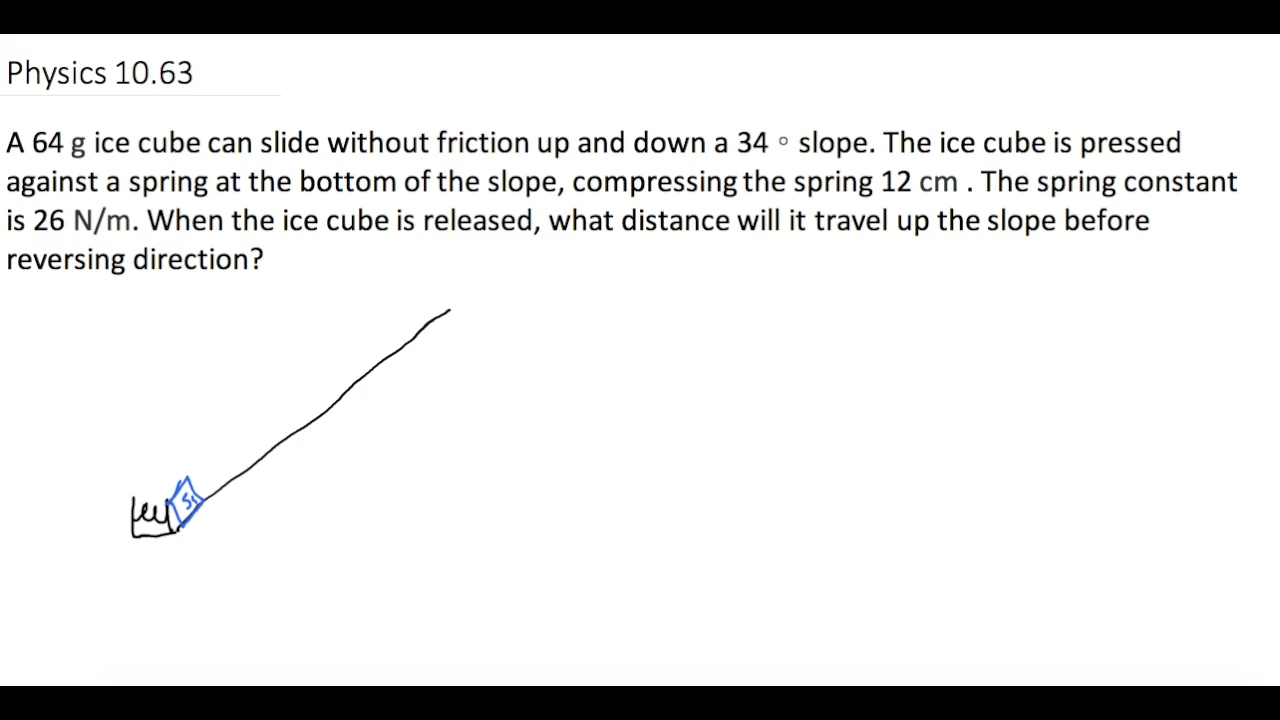 Physics 10.63
A 64 g ice cube can slide without friction up and down a 34 ° slope. The ice cube is pressed
against a spring at the bottom of the slope, compressing the spring 12 cm . The spring constant
is 26 N/m. When the ice cube is released, what distance will it travel up the slope before
reversing direction?